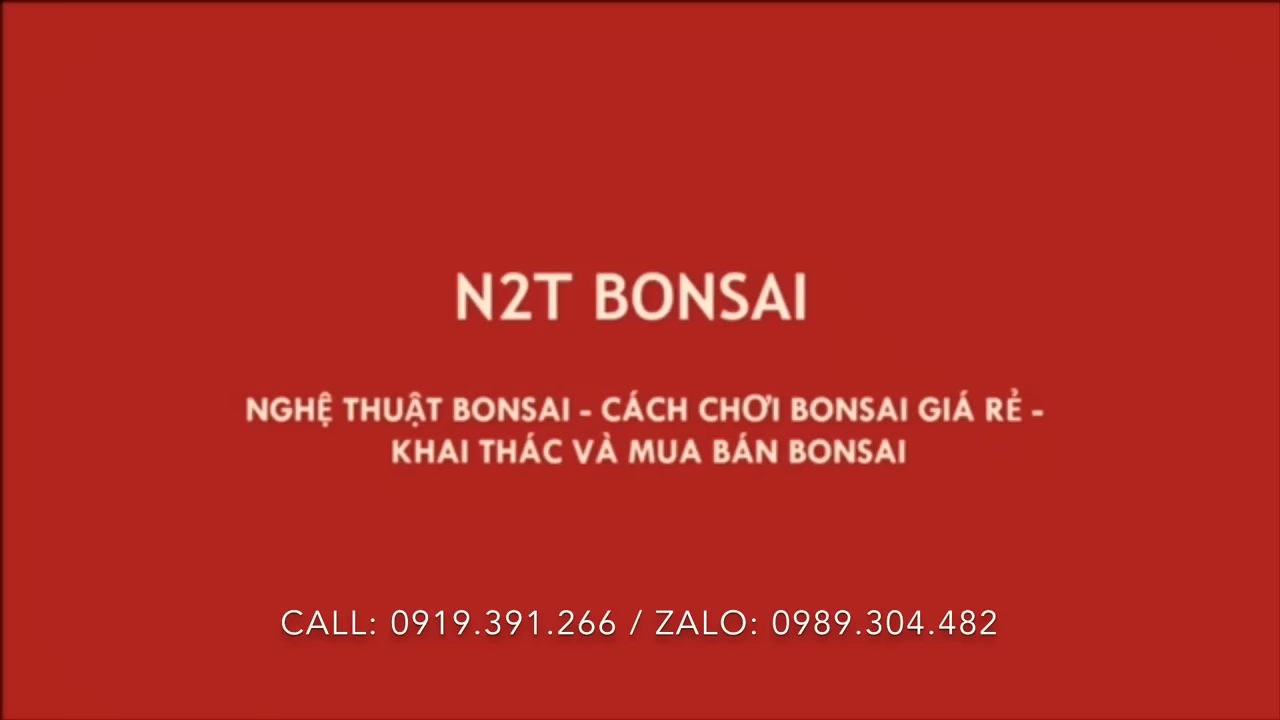 N2T BONSAI
NGHỆ THUẬT BONSAI - CÁCH CHƠI BONSAI GIÁ RẺ -
KHAI THÁC VÀ MUA BÁN BONSAI
CALL: 0919.391.266 / ZALO: 0989.304.482